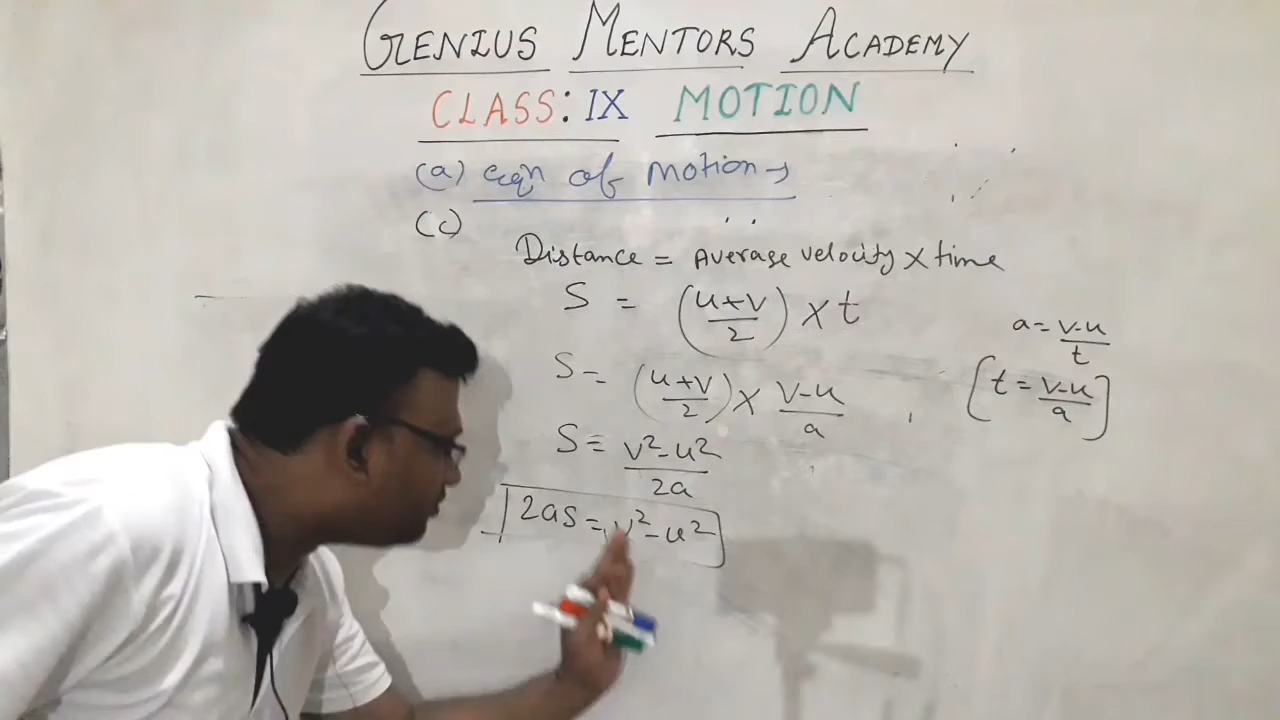 GENIUS MENTORS ACADEMY
CLASS: IX MOTION
(a) eqn of Motion →
(c)
Distance = Average velocity × time
S = (u+v/2) × t
a = v-u/t
S = (u+v/2) × v-u/a , [t = v-u/a]
S = v²-u²/2a
2as = v²-u²